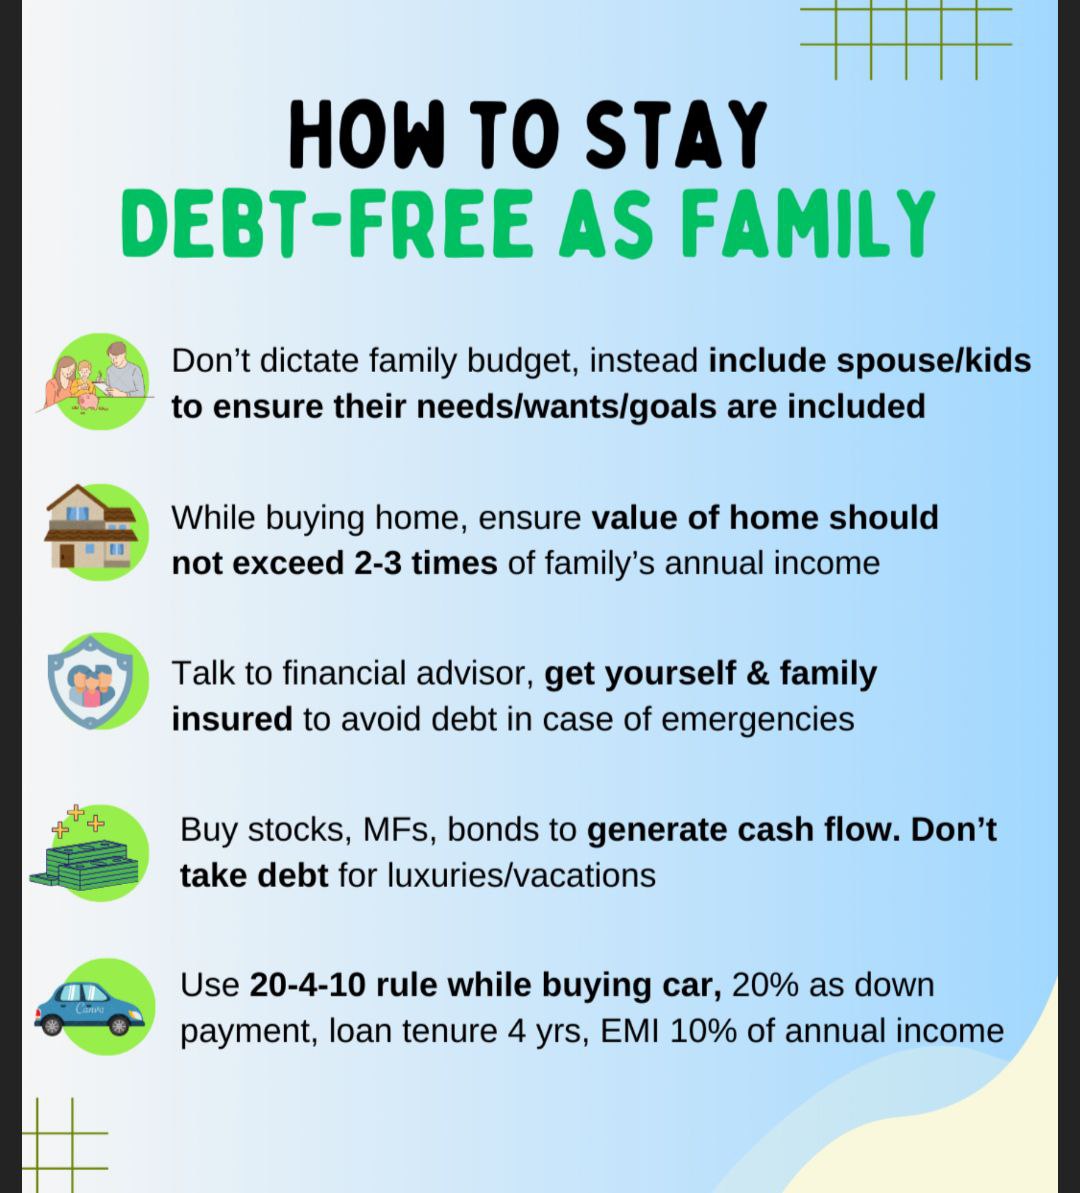 HOW TO STAY
DEBT-FREE AS FAMILY
Don’t dictate family budget, instead include spouse/kids
to ensure their needs/wants/goals are included
While buying home, ensure value of home should
not exceed 2-3 times of family’s annual income
Talk to financial advisor, get yourself & family
insured to avoid debt in case of emergencies
Buy stocks, MFs, bonds to generate cash flow. Don’t
take debt for luxuries/vacations
Use 20-4-10 rule while buying car, 20% as down
payment, loan tenure 4 yrs, EMI 10% of annual income
Canva